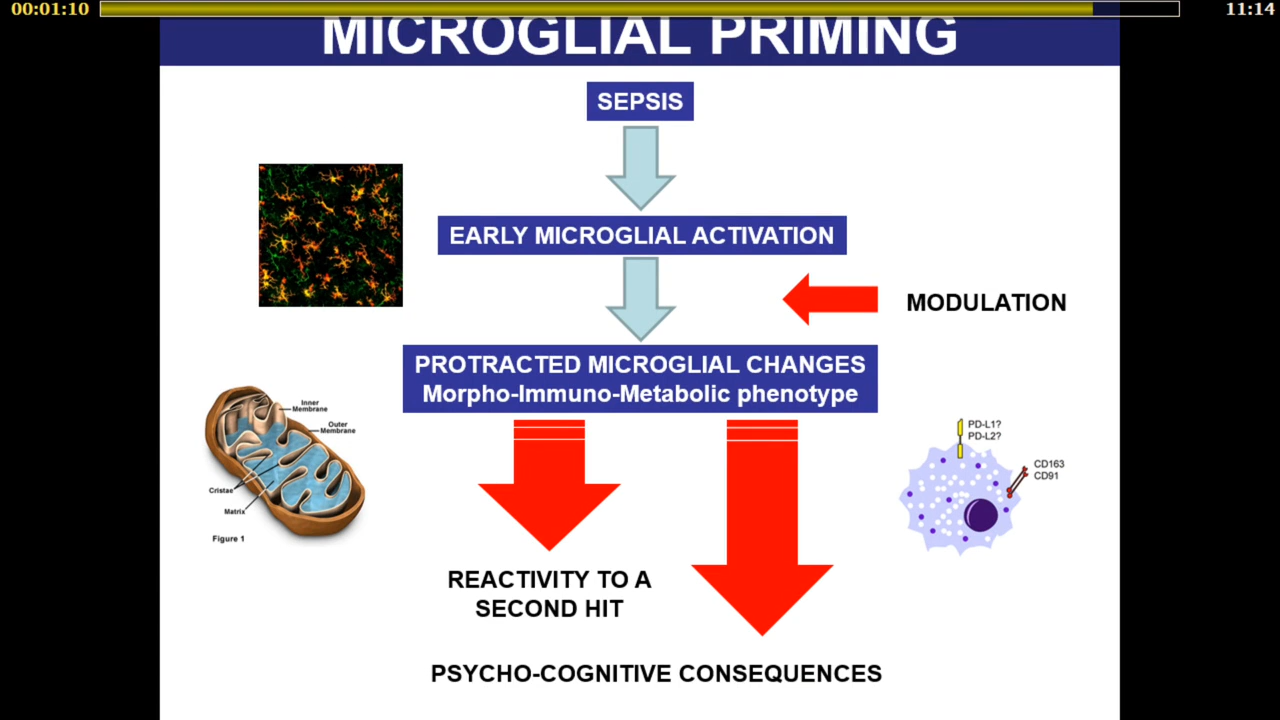 00:01:10
11:14
MICROGLIAL PRIMING
SEPSIS
EARLY MICROGLIAL ACTIVATION
MODULATION
PROTRACTED MICROGLIAL CHANGES
Morpho-Immuno-Metabolic phenotype
Inner
Membrane
Outer
Membrane
Cristae
Matrix
Figure 1
PD-L1?
PD-L2?
CD163
CD91
REACTIVITY TO A
SECOND HIT
PSYCHO-COGNITIVE CONSEQUENCES